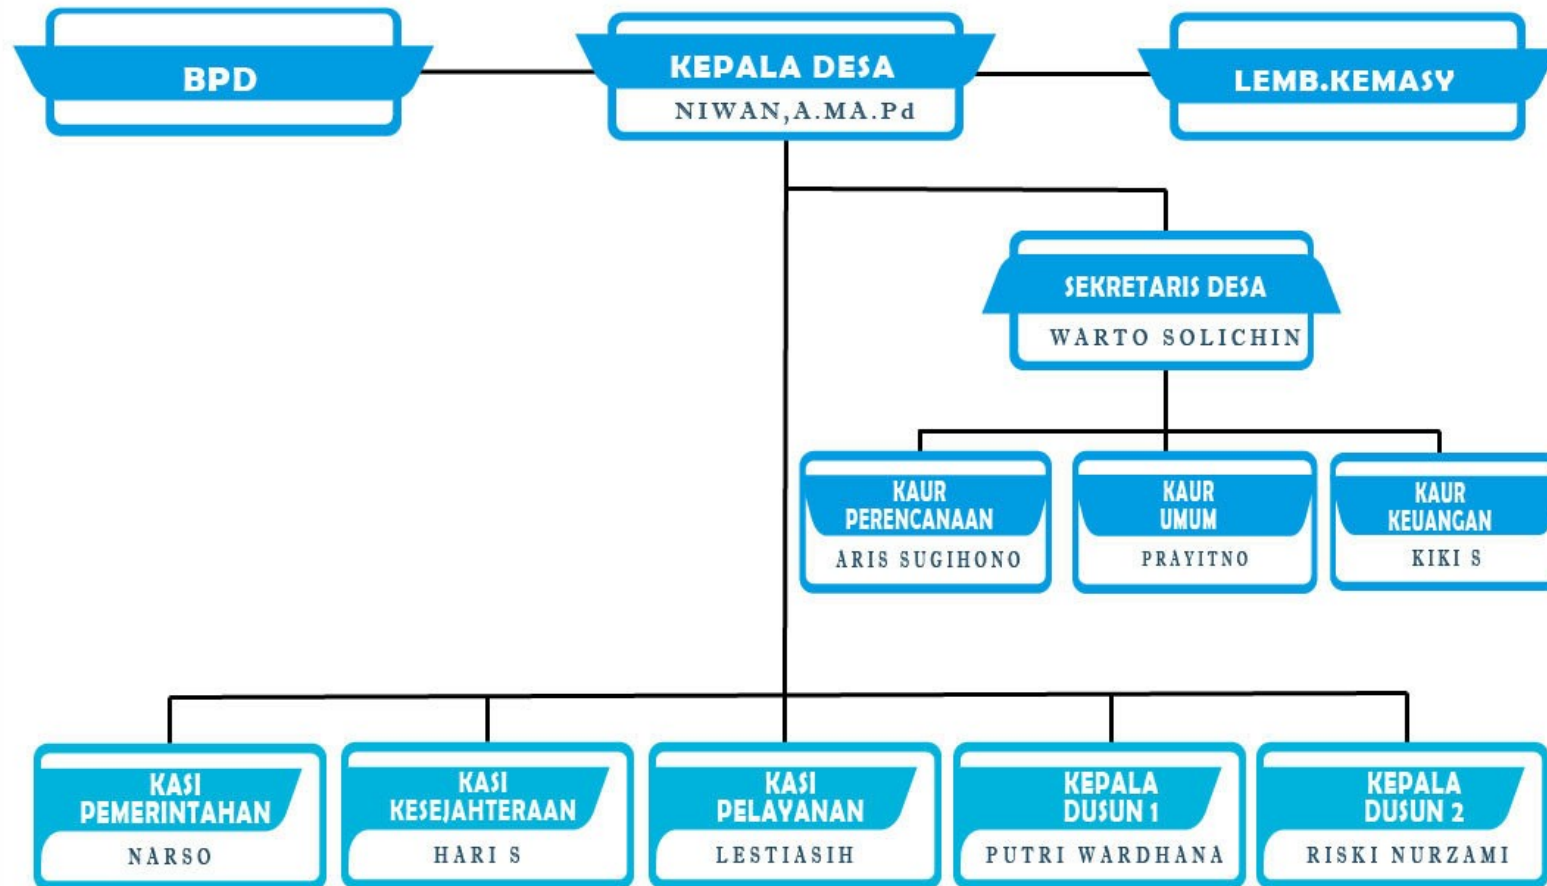 BPD
KEPALA DESA
NIWAN,A.MA.Pd
LEMB.KEMASY
SEKRETARIS DESA
WARTO SOLICHIN
KAUR
PERENCANAAN
ARIS SUGIHONO
KAUR
UMUM
PRAYITNO
KAUR
KEUANGAN
KIKI S
KASI
PEMERINTAHAN
NARSO
KASI
KESEJAHTERAAN
HARI S
KASI
PELAYANAN
LESTIASIH
KEPALA
DUSUN 1
PUTRI WARDHANA
KEPALA
DUSUN 2
RISKI NURZAMI